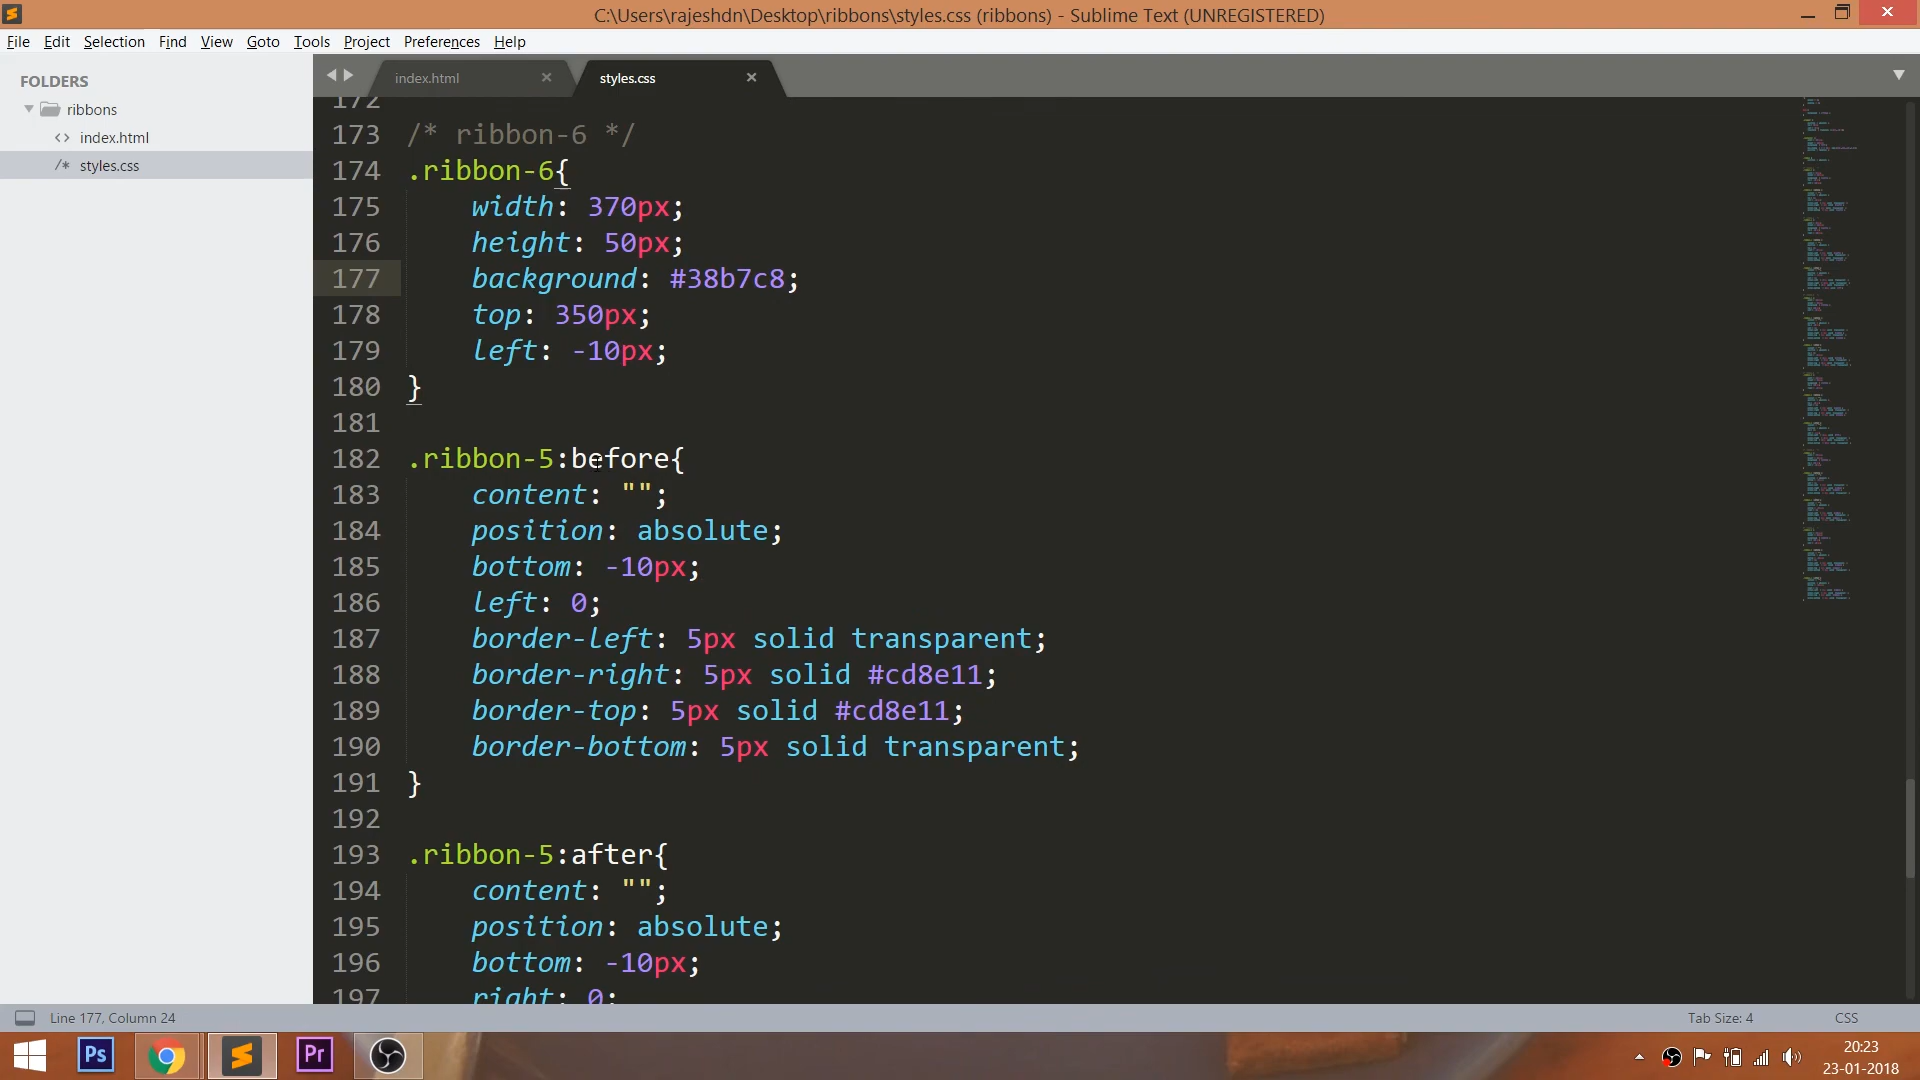 C:\Users\rajeshdn\Desktop\ribbons\styles.css (ribbons) - Sublime Text (UNREGISTERED)
File Edit Selection Find View Goto Tools Project Preferences Help
FOLDERS
ribbons
<> index.html
/* styles.css
index.html
styles.css
172
173 /* ribbon-6 */
174 .ribbon-6{
175 width: 370px;
176 height: 50px;
177 background: #38b7c8;
178 top: 350px;
179 left: -10px;
180 }
181
182 .ribbon-5:before{
183 content: "";
184 position: absolute;
185 bottom: -10px;
186 left: 0;
187 border-left: 5px solid transparent;
188 border-right: 5px solid #cd8e11;
189 border-top: 5px solid #cd8e11;
190 border-bottom: 5px solid transparent;
191 }
192
193 .ribbon-5:after{
194 content: "";
195 position: absolute;
196 bottom: -10px;
197 right: 0;
Line 177, Column 24
Tab Size: 4
CSS
Ps
Pr
20:23
23-01-2018